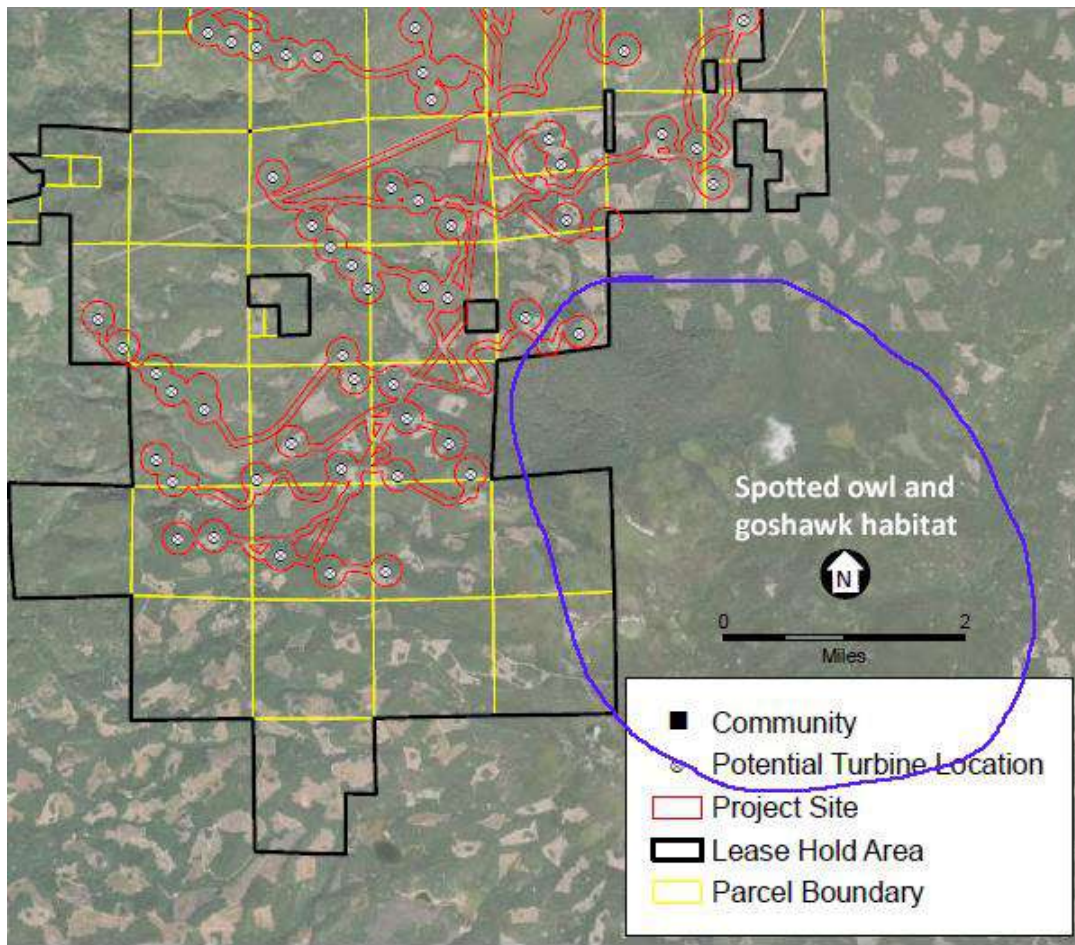 Spotted owl and
goshawk habitat
N
0 2
Miles
Community
Potential Turbine Location
Project Site
Lease Hold Area
Parcel Boundary